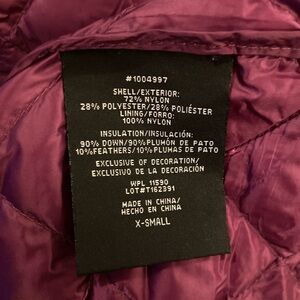 #1004997
SHELL/EXTERIOR:
72% NYLON
28% POLYESTER/28% POLIÉSTER
LINING/FORRO:
100% NYLON
INSULATION/INSULACIÓN:
90% DOWN/90%PLUMÓN DE PATO
10%FEATHERS/10%PLUMAS DE PATO
EXCLUSIVE OF DECORATION/
EXCLUSIVO DE LA DECORACIÓN
WPL 11590
LOT#T162391
MADE IN CHINA/
HECHO EN CHINA
X-SMALL